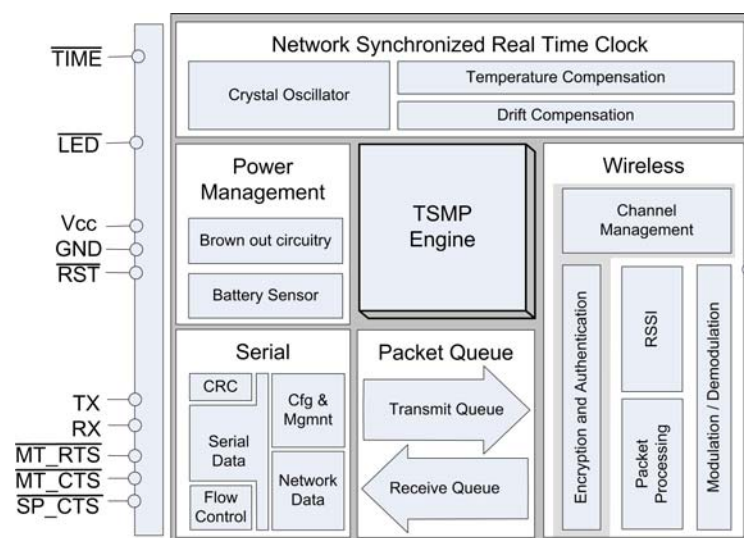 TIME
LED
Vcc
GND
RST
TX
RX
MT_RTS
MT_CTS
SP_CTS
Network Synchronized Real Time Clock
Crystal Oscillator
Temperature Compensation
Drift Compensation
Power
Management
Brown out circuitry
Battery Sensor
TSMP
Engine
Wireless
Channel
Management
Encryption and Authentication
RSSI
Packet
Processing
Modulation / Demodulation
Serial
CRC
Serial
Data
Flow
Control
Cfg &
Mgmnt
Network
Data
Packet Queue
Transmit Queue
Receive Queue